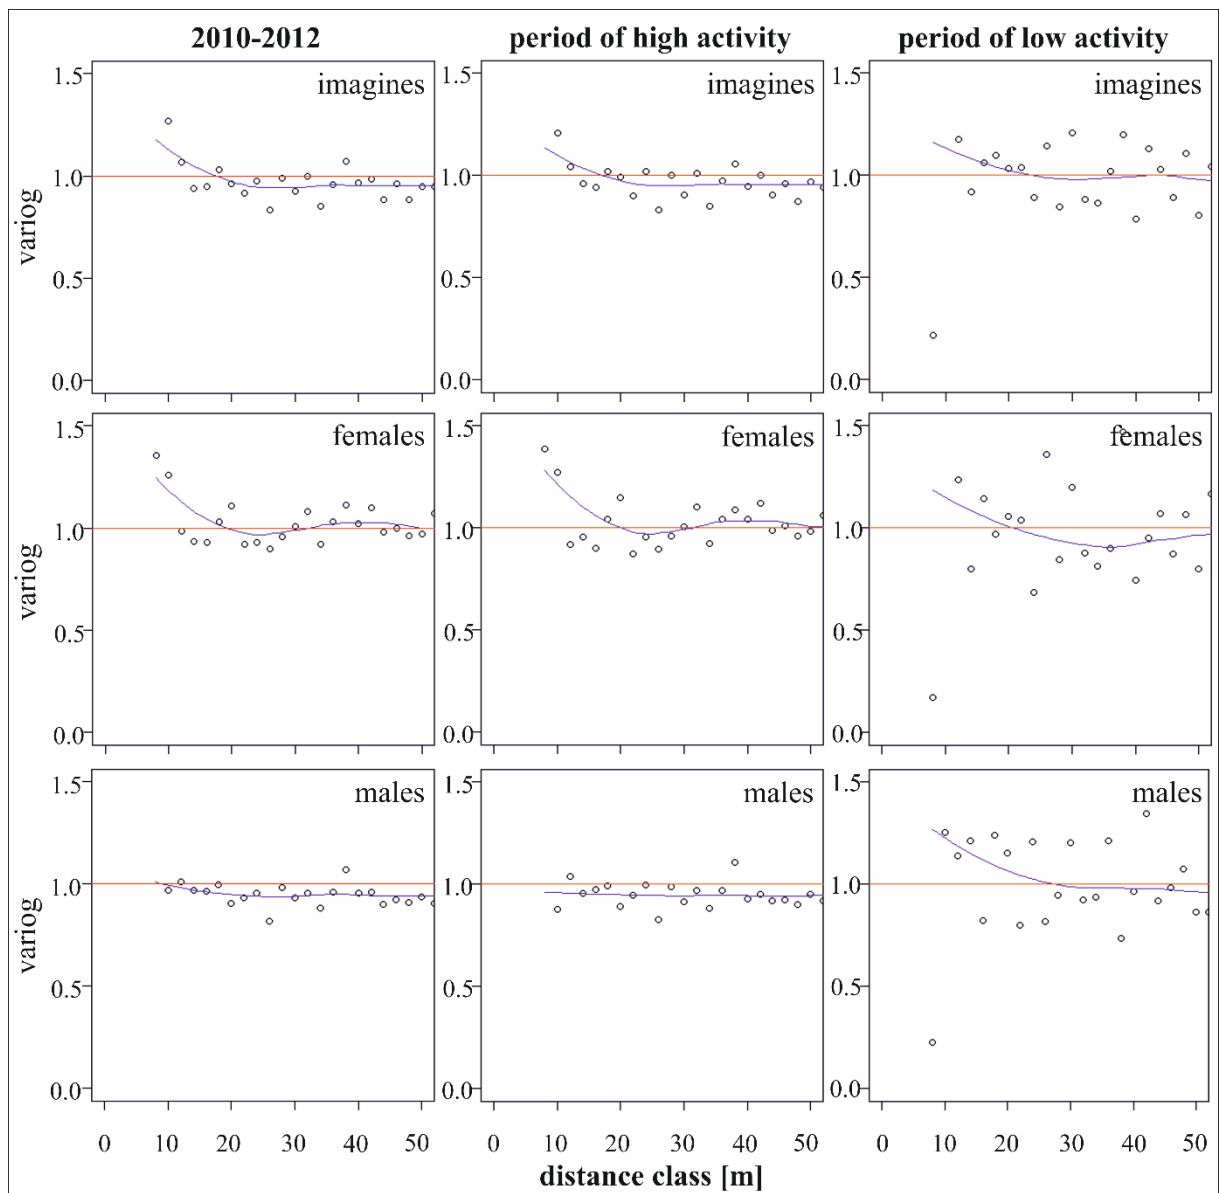 2010-2012 period of high activity period of low activity
1.5 imagines 1.5 imagines 1.5 imagines
1.0 1.0 1.0
variog
0.5 0.5 0.5
0.0 0.0 0.0
1.5 females 1.5 females 1.5 females
1.0 1.0 1.0
variog
0.5 0.5 0.5
0.0 0.0 0.0
1.5 males 1.5 males 1.5 males
1.0 1.0 1.0
variog
0.5 0.5 0.5
0.0 0.0 0.0
0 10 20 30 40 50 0 10 20 30 40 50 0 10 20 30 40 50
distance class [m]